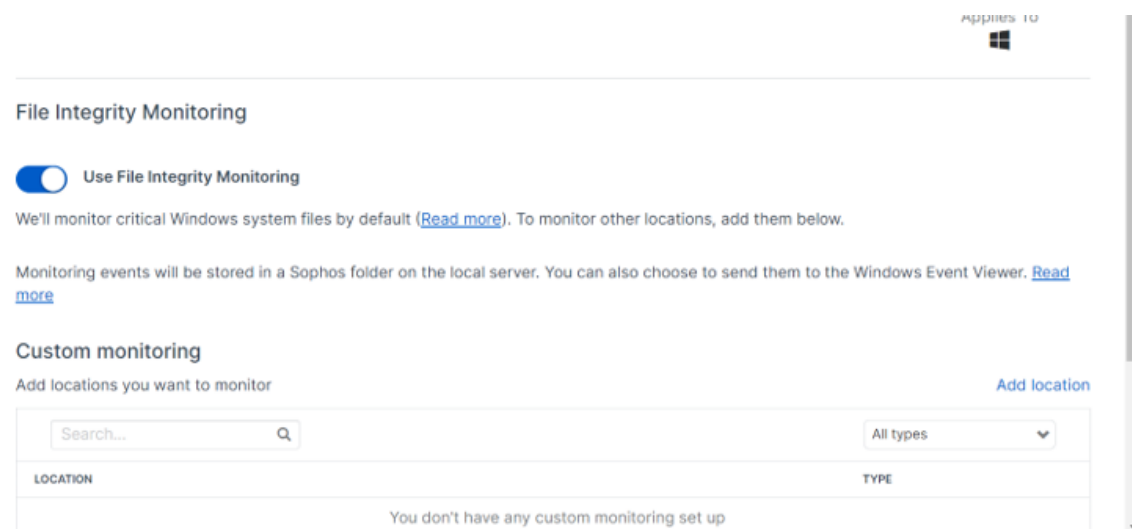 Applies To
File Integrity Monitoring
Use File Integrity Monitoring
We'll monitor critical Windows system files by default (Read more). To monitor other locations, add them below.
Monitoring events will be stored in a Sophos folder on the local server. You can also choose to send them to the Windows Event Viewer. Read
more
Custom monitoring
Add locations you want to monitor Add location
Search... All types
LOCATION TYPE
You don't have any custom monitoring set up